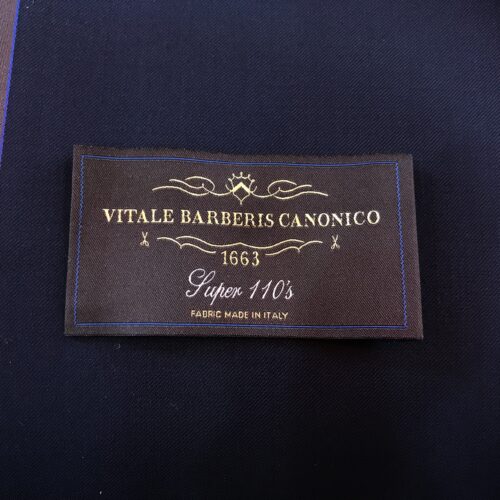 VITALE BARBERIS CANONICO
1663
Super 110's
FABRIC MADE IN ITALY